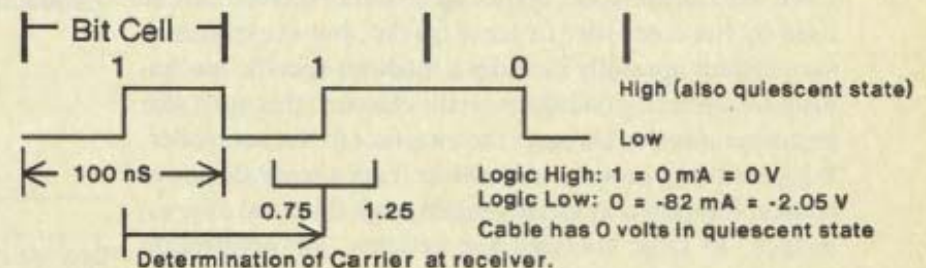 Bit Cell
1 1 0
High (also quiescent state)
Low
100 nS
Logic High: 1 = 0 mA = 0 V
0.75 1.25
Logic Low: 0 = -82 mA = -2.05 V
Cable has 0 volts in quiescent state
Determination of Carrier at receiver.